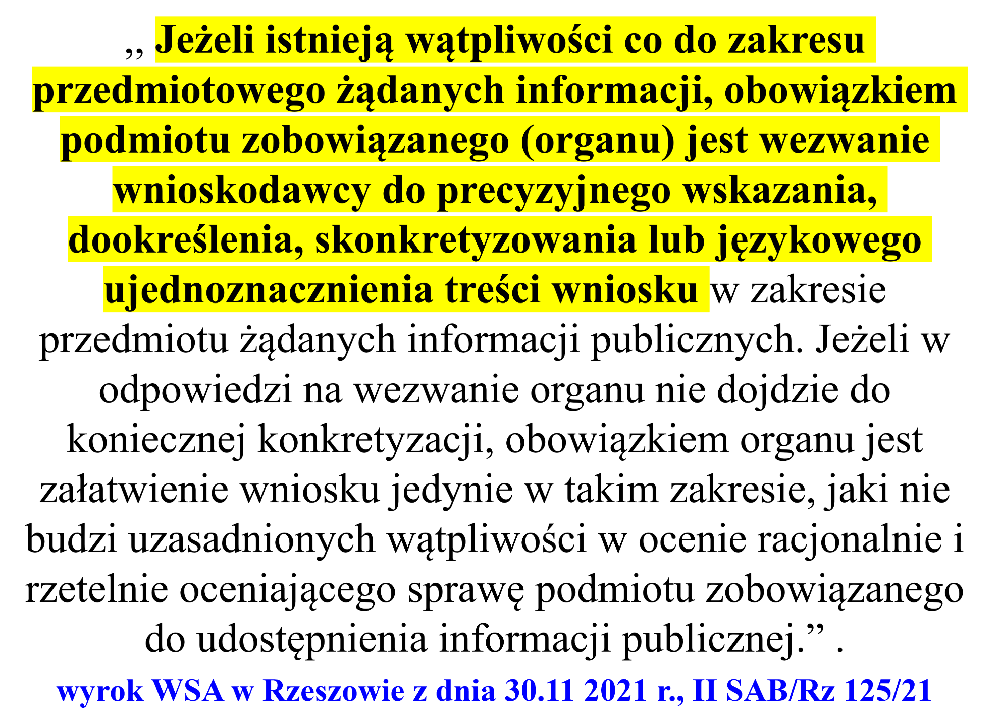 ,, Jeżeli istnieją wątpliwości co do zakresu
przedmiotowego żądanych informacji, obowiązkiem
podmiotu zobowiązanego (organu) jest wezwanie
wnioskodawcy do precyzyjnego wskazania,
dookreślenia, skonkretyzowania lub językowego
ujednoznacznienia treści wniosku w zakresie
przedmiotu żądanych informacji publicznych. Jeżeli w
odpowiedzi na wezwanie organu nie dojdzie do
koniecznej konkretyzacji, obowiązkiem organu jest
załatwienie wniosku jedynie w takim zakresie, jaki nie
budzi uzasadnionych wątpliwości w ocenie racjonalnie i
rzetelnie oceniającego sprawę podmiotu zobowiązanego
do udostępnienia informacji publicznej.” .
wyrok WSA w Rzeszowie z dnia 30.11 2021 r., II SAB/Rz 125/21